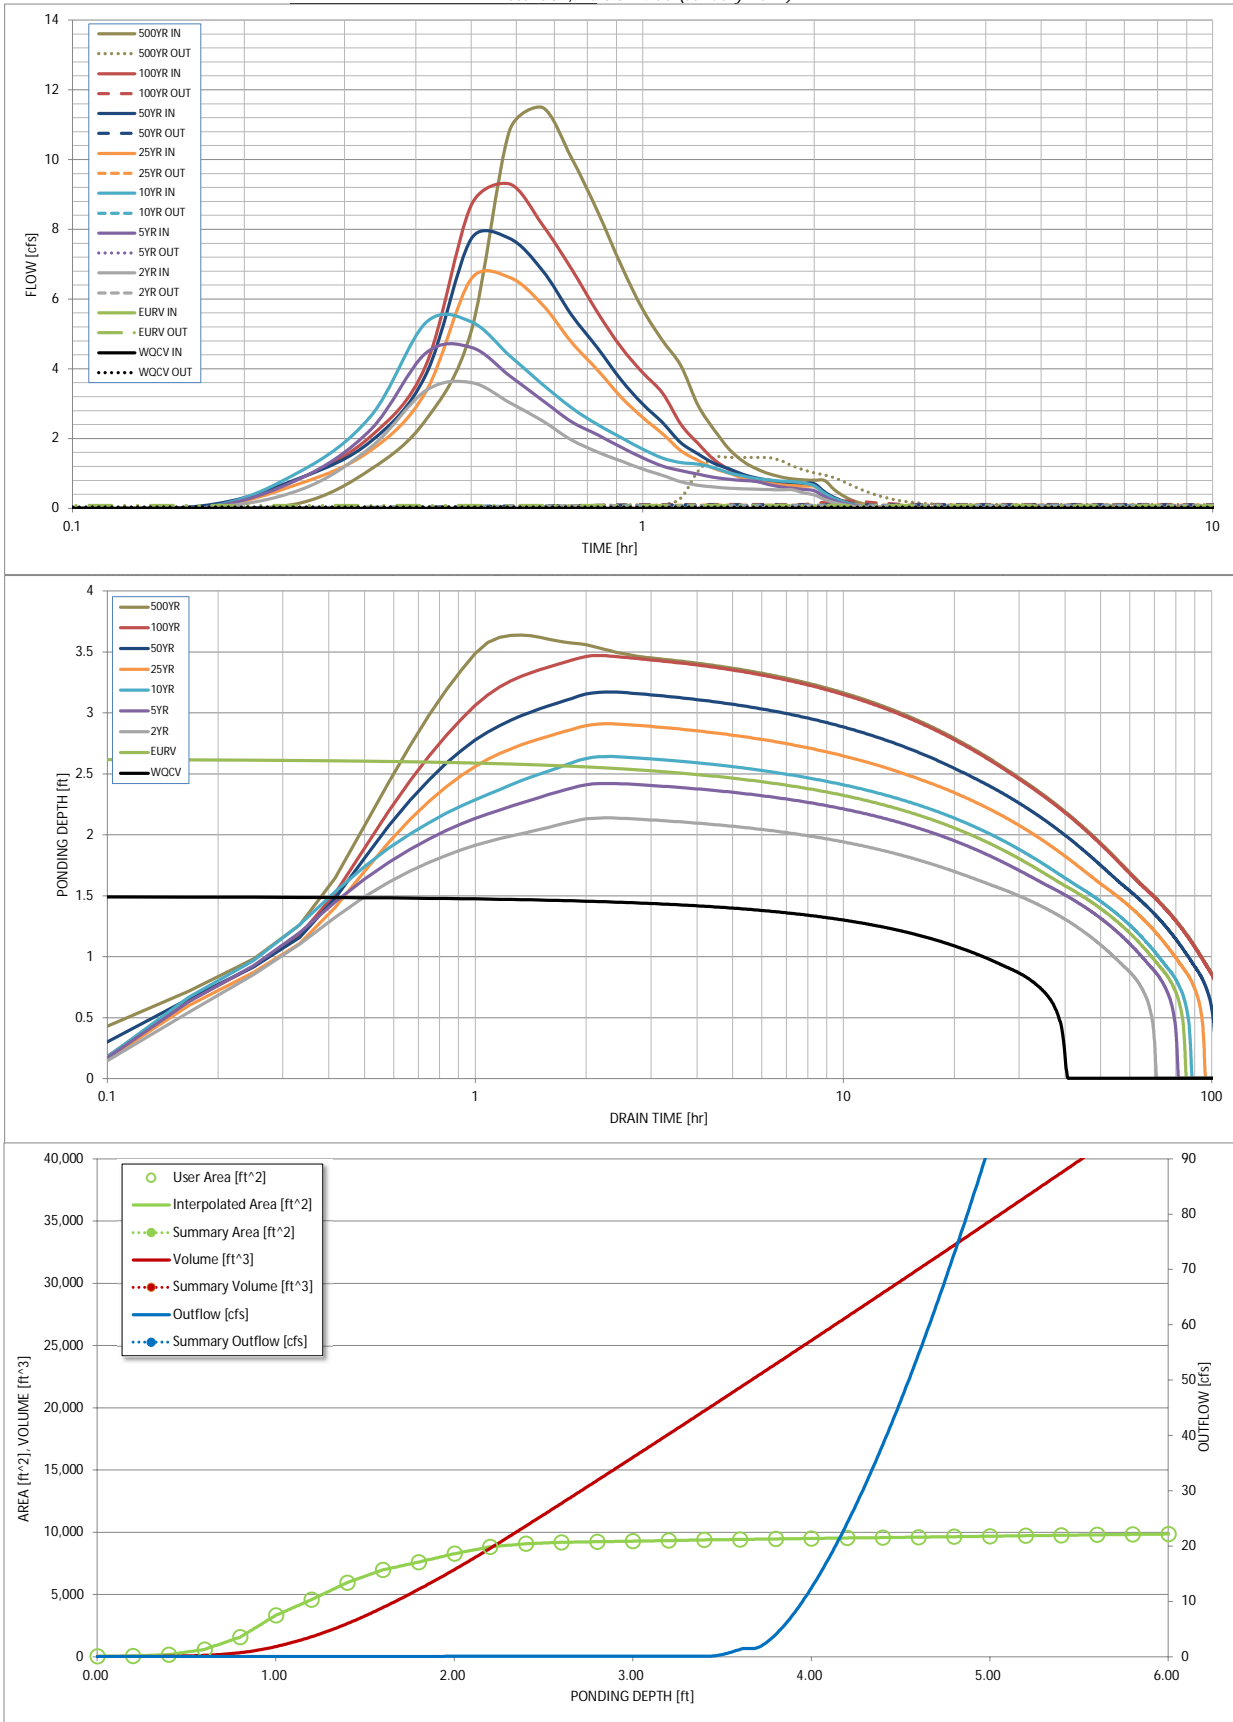 14
12
10
8
6
4
2
0
FLOW [cfs]
500YR IN
500YR OUT
100YR IN
100YR OUT
50YR IN
50YR OUT
25YR IN
25YR OUT
10YR IN
10YR OUT
5YR IN
5YR OUT
2YR IN
2YR OUT
EURV IN
EURV OUT
WQCV IN
WQCV OUT
0.1 1 10
TIME [hr]
4
3.5
3
2.5
2
1.5
1
0.5
0
PONDING DEPTH [ft]
500YR
100YR
50YR
25YR
10YR
5YR
2YR
EURV
WQCV
0.1 1 10 100
DRAIN TIME [hr]
40,000
35,000
30,000
25,000
20,000
15,000
10,000
5,000
0
AREA [ft^2], VOLUME [ft^3]
User Area [ft^2]
Interpolated Area [ft^2]
Summary Area [ft^2]
Volume [ft^3]
Summary Volume [ft^3]
Outflow [cfs]
Summary Outflow [cfs]
90
80
70
60
50
40
30
20
10
0
OUTFLOW [cfs]
0.00 1.00 2.00 3.00 4.00 5.00 6.00
PONDING DEPTH [ft]